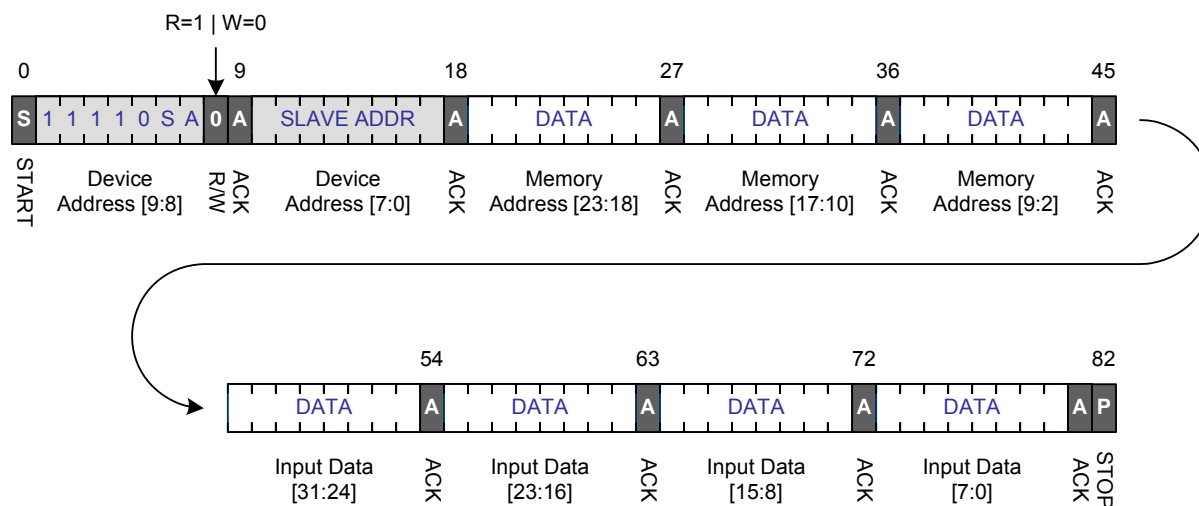 R=1 | W=0
0 9 18 27 36 45
S 1 1 1 1 0 S A 0 A SLAVE ADDR A DATA A DATA A DATA A
START Device Address [9:8] R/W ACK Device Address [7:0] ACK Memory Address [23:18] ACK Memory Address [17:10] ACK Memory Address [9:2] ACK
54 63 72 82
DATA A DATA A DATA A DATA A P
Input Data [31:24] ACK Input Data [23:16] ACK Input Data [15:8] ACK Input Data [7:0] ACK STOP